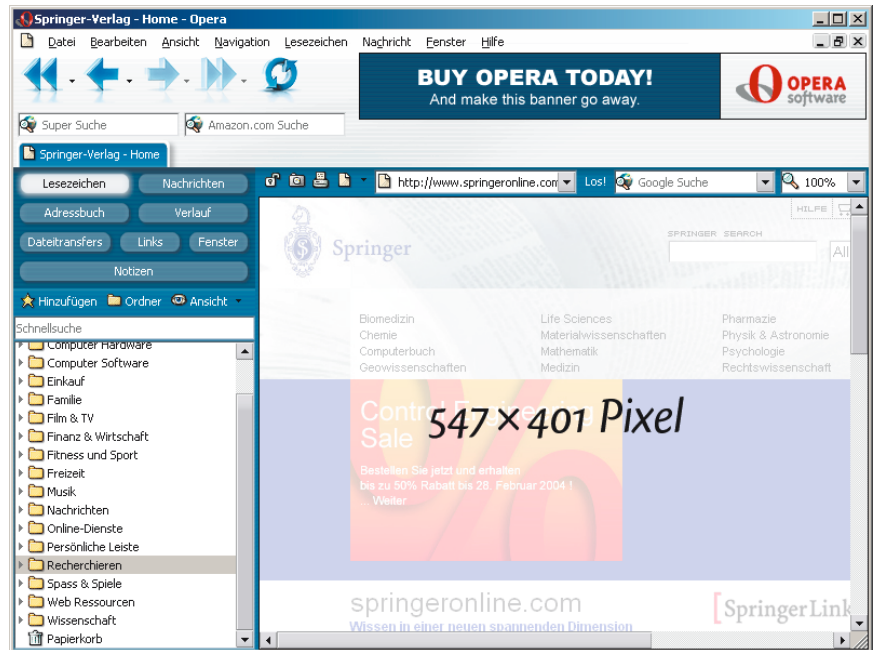 Springer-Verlag - Home - Opera
Datei Bearbeiten Ansicht Navigation Lesezeichen Nachricht Fenster Hilfe
BUY OPERA TODAY!
And make this banner go away.
OPERA
software
Super Suche Amazon.com Suche
Springer-Verlag - Home
Lesezeichen Nachrichten
Adressbuch Verlauf
Dateitransfers Links Fenster
Notizen
Hinzufügen Ordner Ansicht
Schnellsuche
Computer Hardware
Computer Software
Einkauf
Familie
Film & TV
Finanz & Wirtschaft
Fitness und Sport
Freizeit
Musik
Nachrichten
Online-Dienste
Persönliche Leiste
Recherchieren
Spass & Spiele
Web Ressourcen
Wissenschaft
Papierkorb
http://www.springeronline.com Los! Google Suche 100%
HILFE
Springer
SPRINGER SEARCH
All
Biomedizin Life Sciences Pharmazie
Chemie Materialwissenschaften Physik & Astronomie
Computerbuch Mathematik Psychologie
Geowissenschaften Medizin Rechtswissenschaft
Control Engineering
Sale
547×401 Pixel
Bestellen Sie jetzt und erhalten
bis zu 50% Rabatt bis 28. Februar 2004 !
... Weiter
%
springeronline.com
Wissen in einer neuen spannenden Dimension
SpringerLink